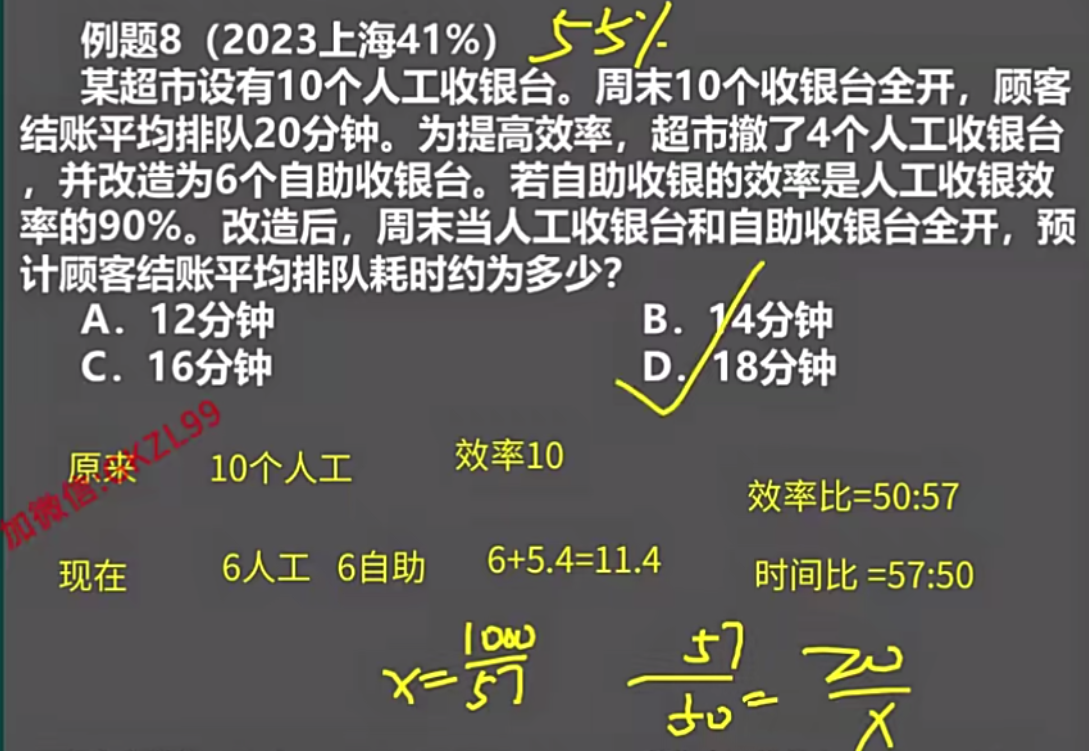 例题8（2023上海41%） 55%
某超市设有10个人工收银台。周末10个收银台全开，顾客
结账平均排队20分钟。为提高效率，超市撤了4个人工收银台
，并改造为6个自助收银台。若自助收银的效率是人工收银效
率的90%。改造后，周末当人工收银台和自助收银台全开，预
计顾客结账平均排队耗时约为多少？
A．12分钟 B．14分钟
C．16分钟 D．18分钟
原来 10个人工 效率10
效率比=50:57
现在 6人工 6自助 6+5.4=11.4
时间比 =57:50
x=1000/57 57/50=20/x
加微信:GKZL99